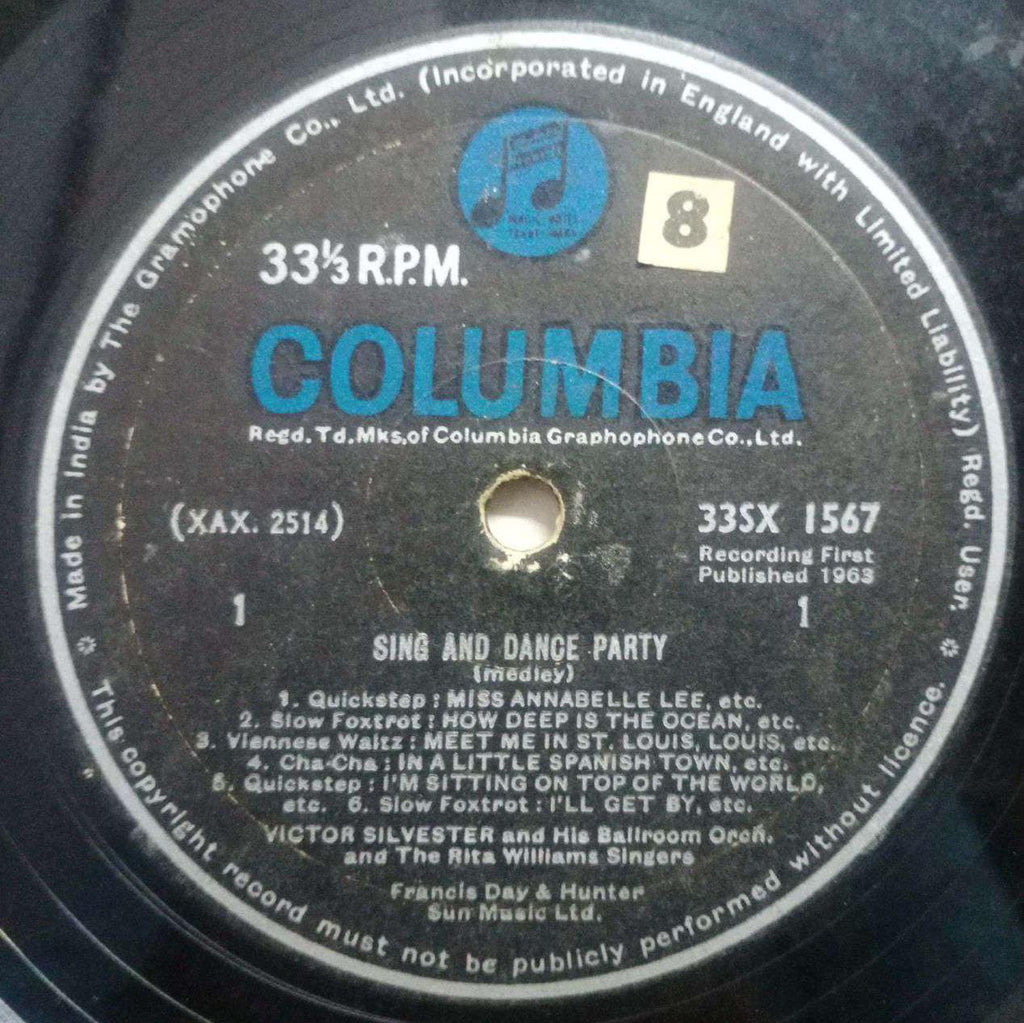 Made in India by The Gramophone Co., Ltd. (Incorporated in England with Limited Liability) Regd. User.
8
33⅓ R.P.M.
COLUMBIA
Regd. Td. Mks. of Columbia Graphophone Co., Ltd.
(XAX. 2514)
33SX 1567
Recording First
Published 1963
1
1
SING AND DANCE PARTY
(medley)
1. Quickstep : MISS ANNABELLE LEE, etc.
2. Slow Foxtrot : HOW DEEP IS THE OCEAN, etc.
3. Viennese Waltz : MEET ME IN ST. LOUIS, LOUIS, etc.
4. Cha-Cha : IN A LITTLE SPANISH TOWN, etc.
5. Quickstep : I'M SITTING ON TOP OF THE WORLD,
etc. 6. Slow Foxtrot : I'LL GET BY, etc.
VICTOR SILVESTER and His Ballroom Orch.
and The Rita Williams Singers
Francis Day & Hunter
Sun Music Ltd.
This copyright record must not be publicly performed without licence.